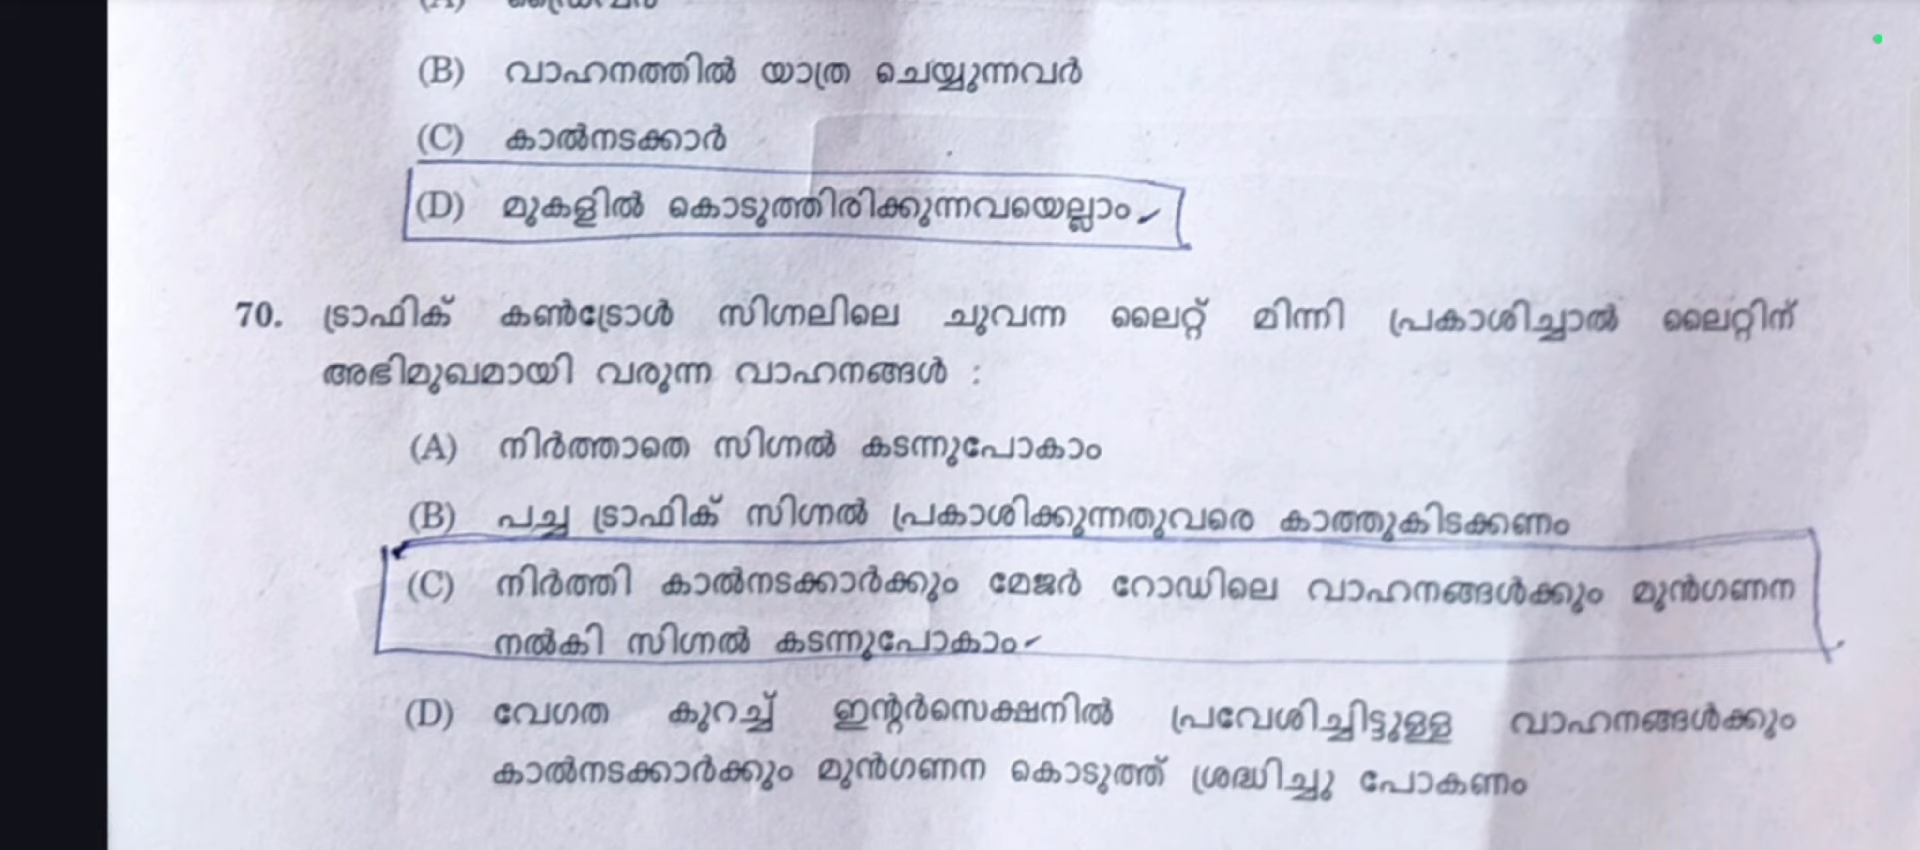 (B) വാഹനത്തിൽ യാത്ര ചെയ്യുന്നവർ
(C) കാൽനടക്കാർ
(D) മുകളിൽ കൊടുത്തിരിക്കുന്നവയെല്ലാം
70. ട്രാഫിക് കൺട്രോൾ സിഗ്നലിലെ ചുവന്ന ലൈറ്റ് മിന്നി പ്രകാശിച്ചാൽ ലൈറ്റിന്
അഭിമുഖമായി വരുന്ന വാഹനങ്ങൾ :
(A) നിർത്താതെ സിഗ്നൽ കടന്നുപോകാം
(B) പച്ച ട്രാഫിക് സിഗ്നൽ പ്രകാശിക്കുന്നതുവരെ കാത്തുകിടക്കണം
(C) നിർത്തി കാൽനടക്കാർക്കും മേജർ റോഡിലെ വാഹനങ്ങൾക്കും മുൻഗണന
നൽകി സിഗ്നൽ കടന്നുപോകാം
(D) വേഗത കുറച്ച് ഇന്റർസെക്ഷനിൽ പ്രവേശിച്ചിട്ടുള്ള വാഹനങ്ങൾക്കും
കാൽനടക്കാർക്കും മുൻഗണന കൊടുത്ത് ശ്രദ്ധിച്ചു പോകണം